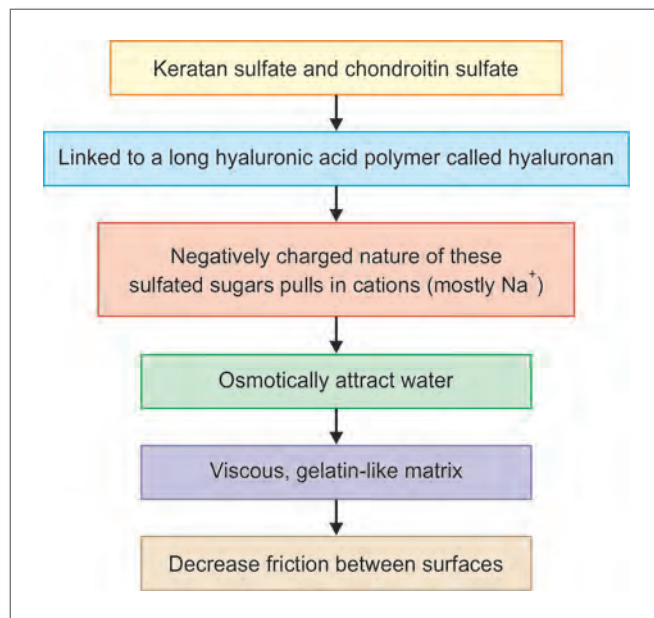 Keratan sulfate and chondroitin sulfate
Linked to a long hyaluronic acid polymer called hyaluronan
Negatively charged nature of these
sulfated sugars pulls in cations (mostly Na⁺)
Osmotically attract water
Viscous, gelatin-like matrix
Decrease friction between surfaces